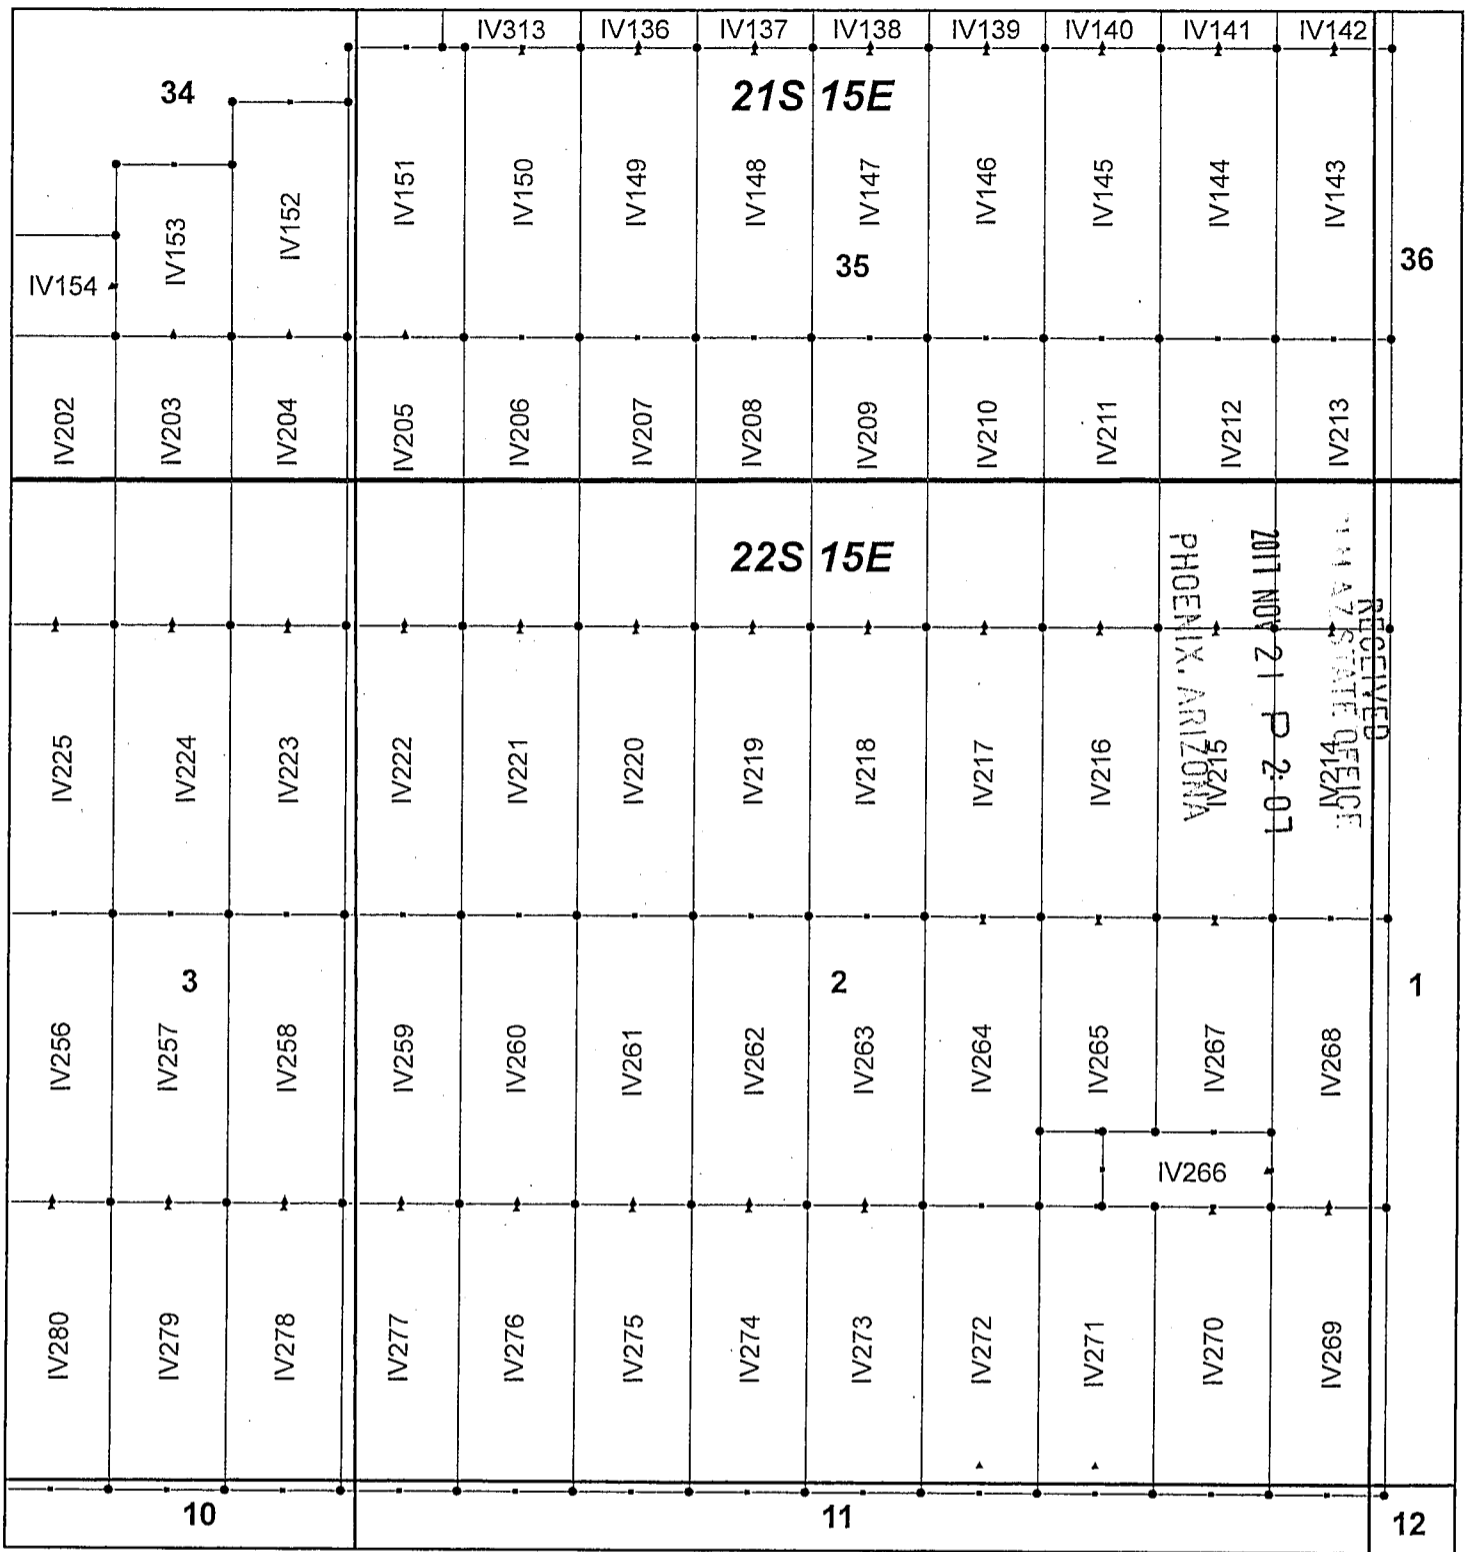 IV313 IV136 IV137 IV138 IV139 IV140 IV141 IV142
34
21S 15E
IV154 IV153 IV152 IV151 IV150 IV149 IV148 IV147 IV146 IV145 IV144 IV143
35
36
IV202 IV203 IV204 IV205 IV206 IV207 IV208 IV209 IV210 IV211 IV212 IV213
22S 15E
RECEIVED
AZ STATE OFFICE
2017 NOV 21 P 2:07
PHOENIX, ARIZONA
IV225 IV224 IV223 IV222 IV221 IV220 IV219 IV218 IV217 IV216 IV215 IV214
3
2
1
IV256 IV257 IV258 IV259 IV260 IV261 IV262 IV263 IV264 IV265 IV267 IV268
IV266
IV280 IV279 IV278 IV277 IV276 IV275 IV274 IV273 IV272 IV271 IV270 IV269
10
11
12